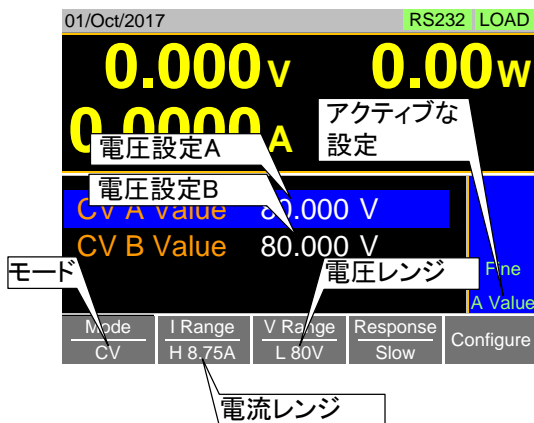 01/Oct/2017 RS232 LOAD
0.000 V 0.00 W
0.0000 A
アクティブな
設定
電圧設定A
電圧設定B
CV A Value 80.000 V
CV B Value 80.000 V
モード
電圧レンジ
Fine
A Value
Mode I Range V Range Response Configure
CV H 8.75A L 80V Slow
電流レンジ